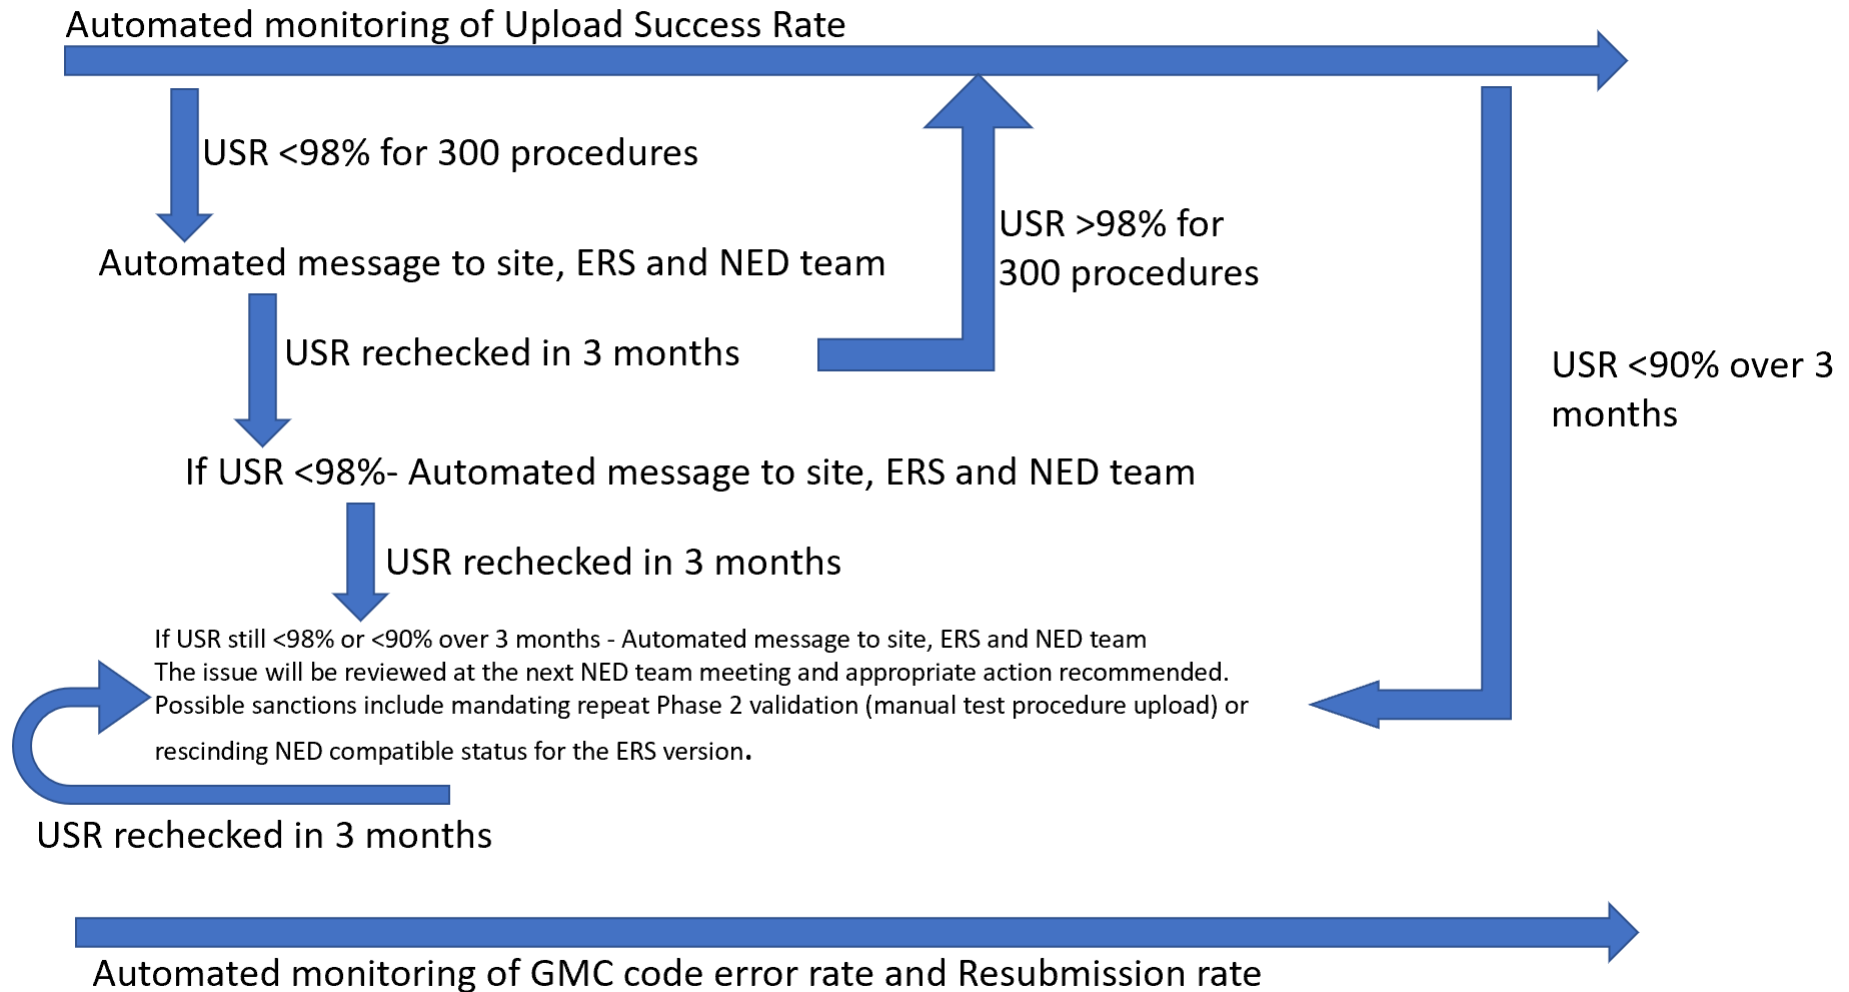 Automated monitoring of Upload Success Rate
USR <98% for 300 procedures
Automated message to site, ERS and NED team
USR >98% for
300 procedures
USR rechecked in 3 months
USR <90% over 3
months
If USR <98%- Automated message to site, ERS and NED team
USR rechecked in 3 months
If USR still <98% or <90% over 3 months - Automated message to site, ERS and NED team
The issue will be reviewed at the next NED team meeting and appropriate action recommended.
Possible sanctions include mandating repeat Phase 2 validation (manual test procedure upload) or
rescinding NED compatible status for the ERS version.
USR rechecked in 3 months
Automated monitoring of GMC code error rate and Resubmission rate